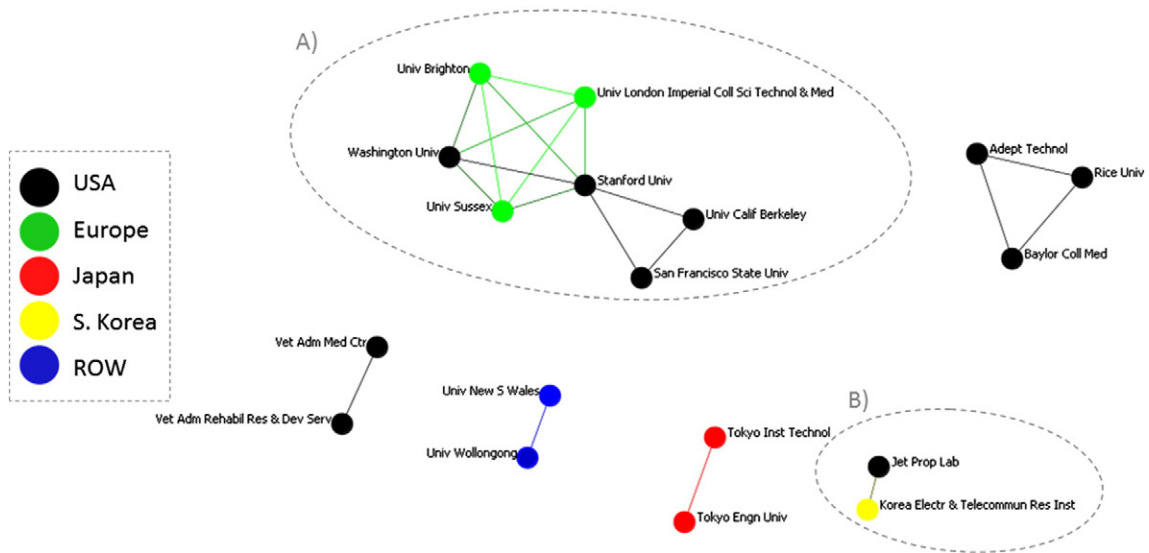 A)
Univ Brighton
Univ London Imperial Coll Sci Technol & Med
Washington Univ
Stanford Univ
Univ Sussex
Univ Calif Berkeley
San Francisco State Univ
Adept Technol
Rice Univ
Baylor Coll Med
USA
Europe
Japan
S. Korea
ROW
Vet Adm Med Ctr
Vet Adm Rehabil Res & Dev Serv
Univ New S Wales
Univ Wollongong
Tokyo Inst Technol
Tokyo Engn Univ
B)
Jet Prop Lab
Korea Electr & Telecommun Res Inst